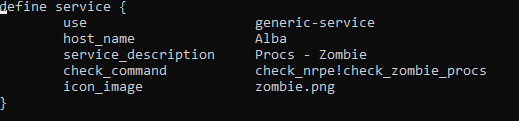 define service {
        use                     generic-service
        host_name               Alba
        service_description     Procs - Zombie
        check_command           check_nrpe!check_zombie_procs
        icon_image              zombie.png
}